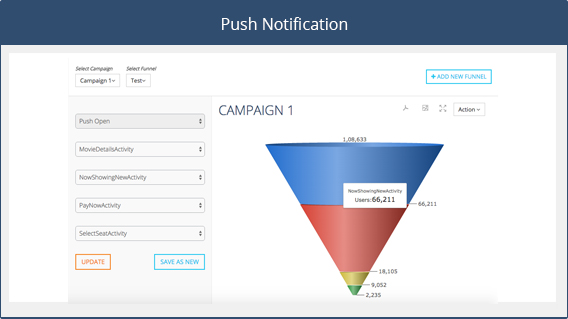 Push Notification
Select Campaign Select Funnel
Campaign 1 Test
+ ADD NEW FUNNEL
Push Open
MovieDetailsActivity
NowShowingNewActivity
PayNowActivity
SelectSeatActivity
UPDATE SAVE AS NEW
CAMPAIGN 1
Action
1,08,633
NowShowingNewActivity
Users:66,211
66,211
18,105
9,052
2,235